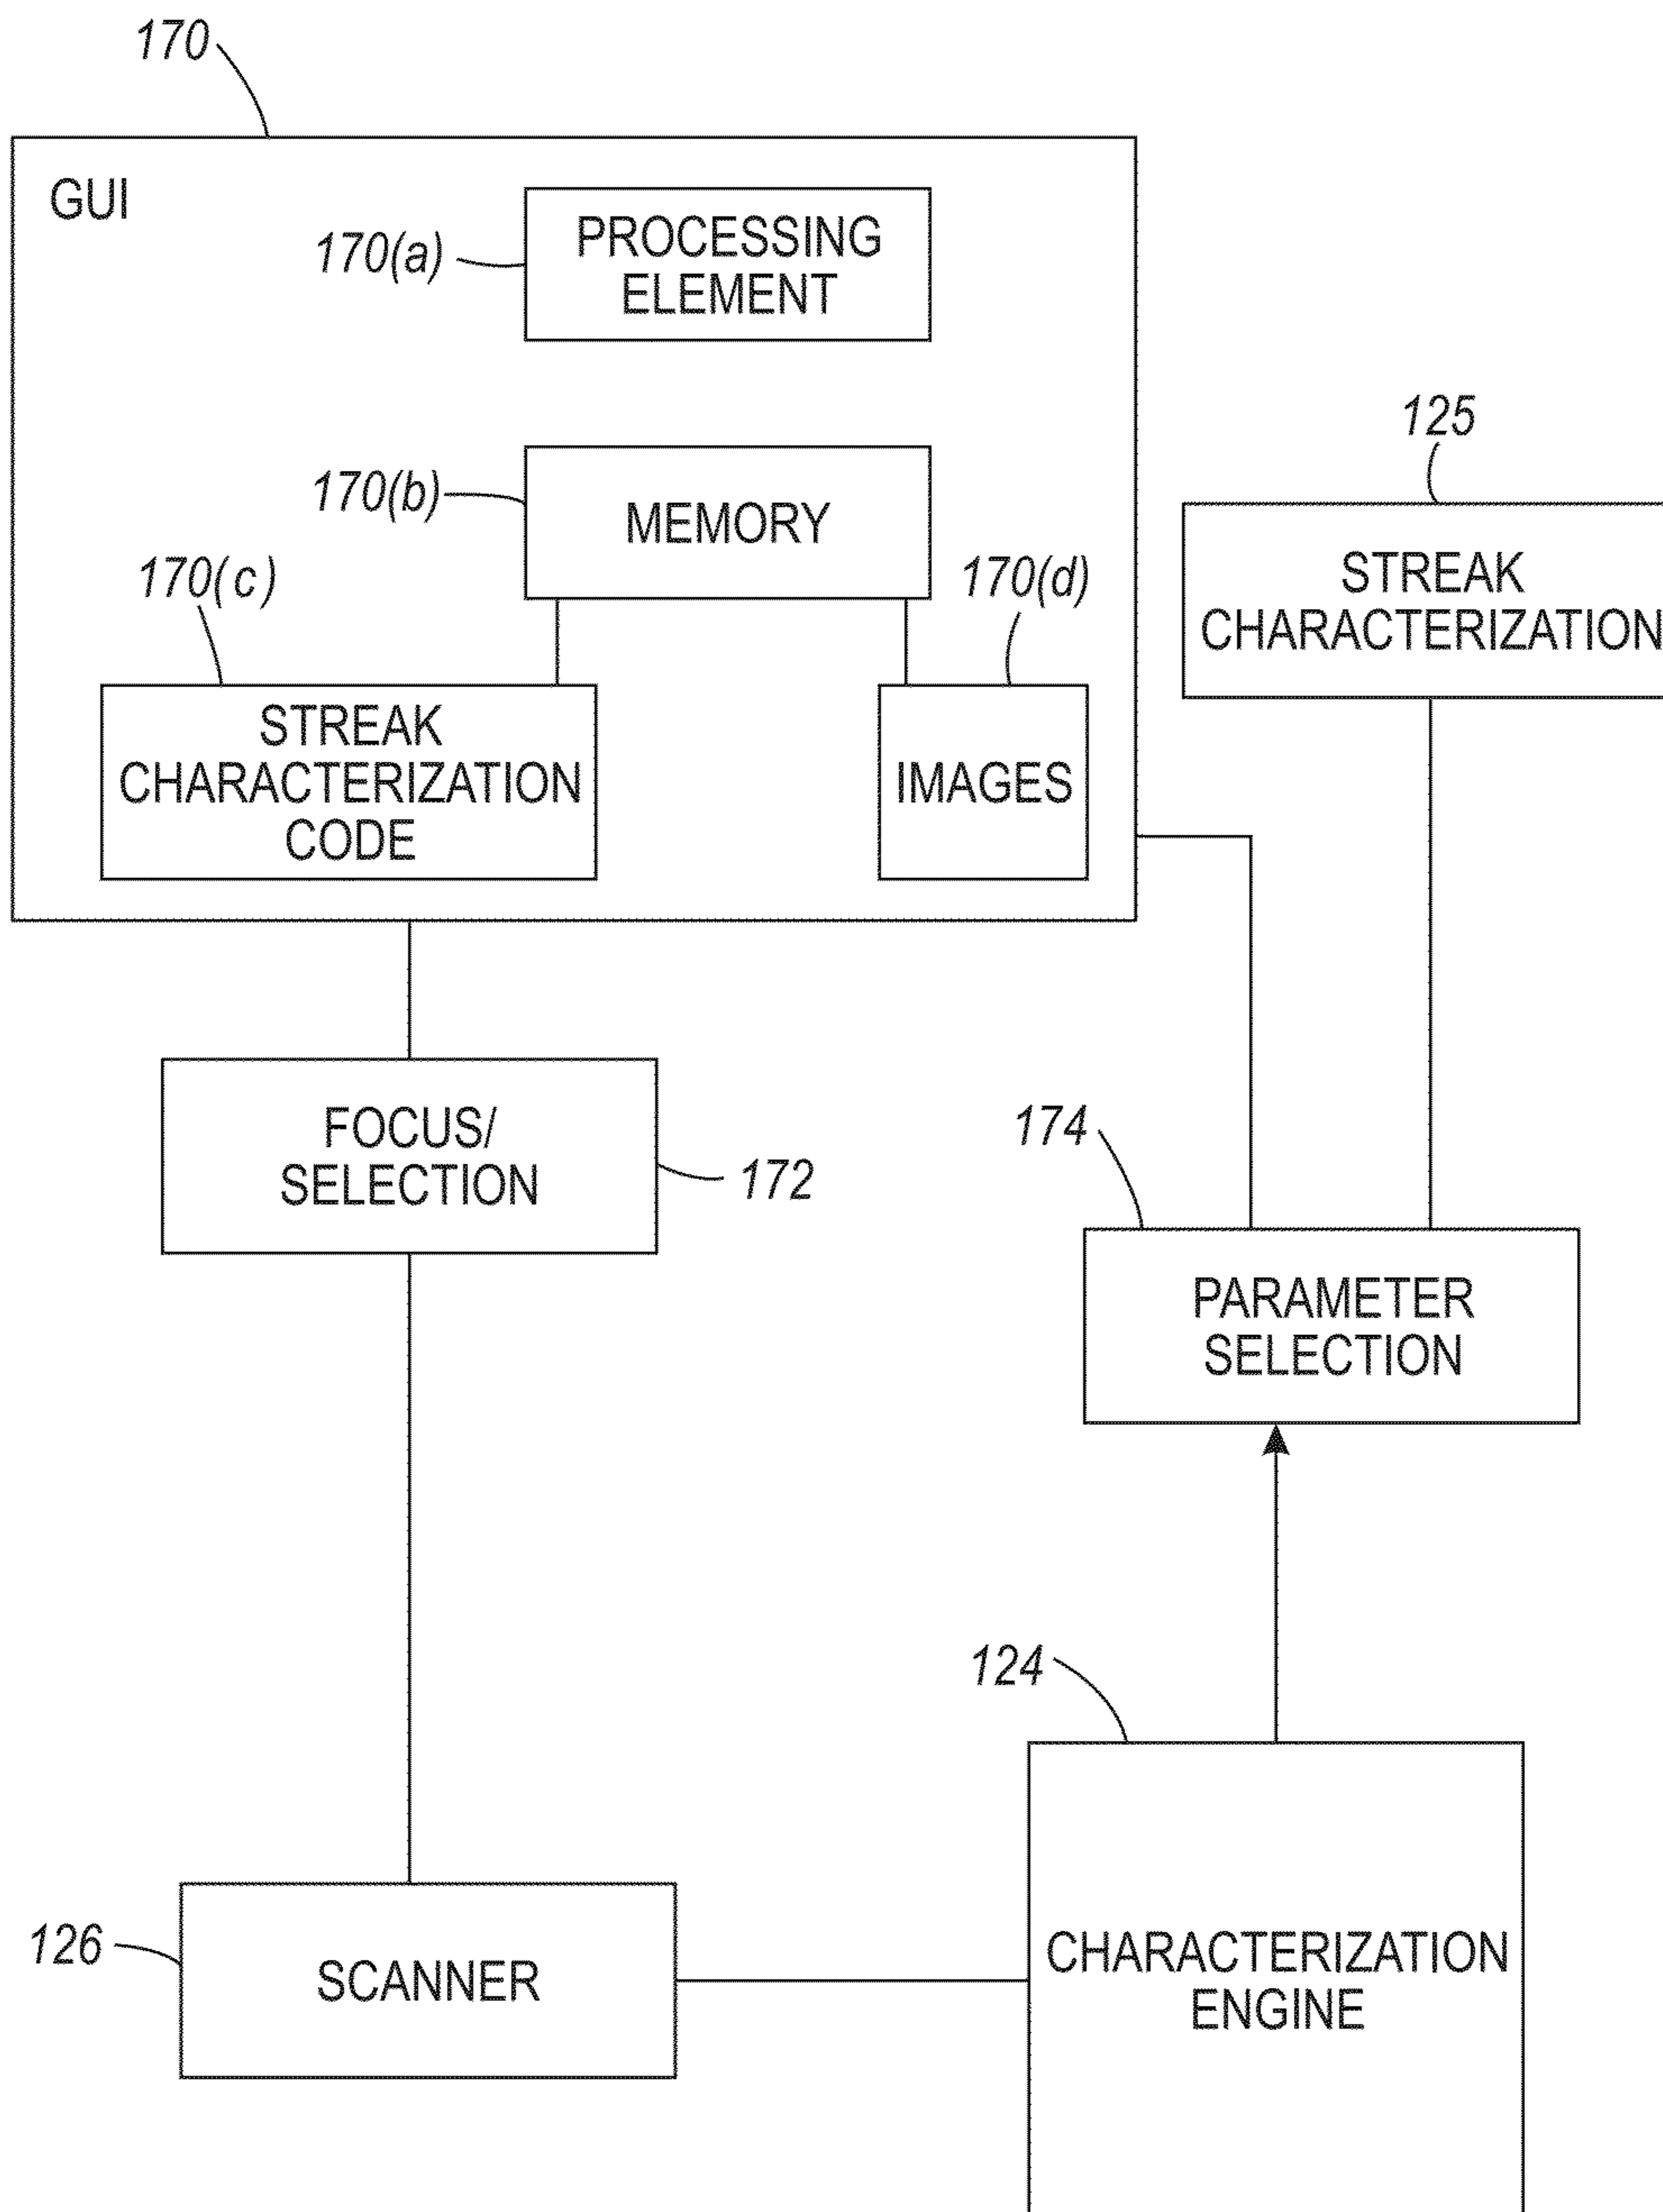 170
GUI
170(a)
PROCESSING
ELEMENT
125
170(b)
MEMORY
170(c)
170(d)
STREAK
CHARACTERIZATION
STREAK
CHARACTERIZATION
CODE
IMAGES
FOCUS/
SELECTION
172
174
PARAMETER
SELECTION
124
126
SCANNER
CHARACTERIZATION
ENGINE